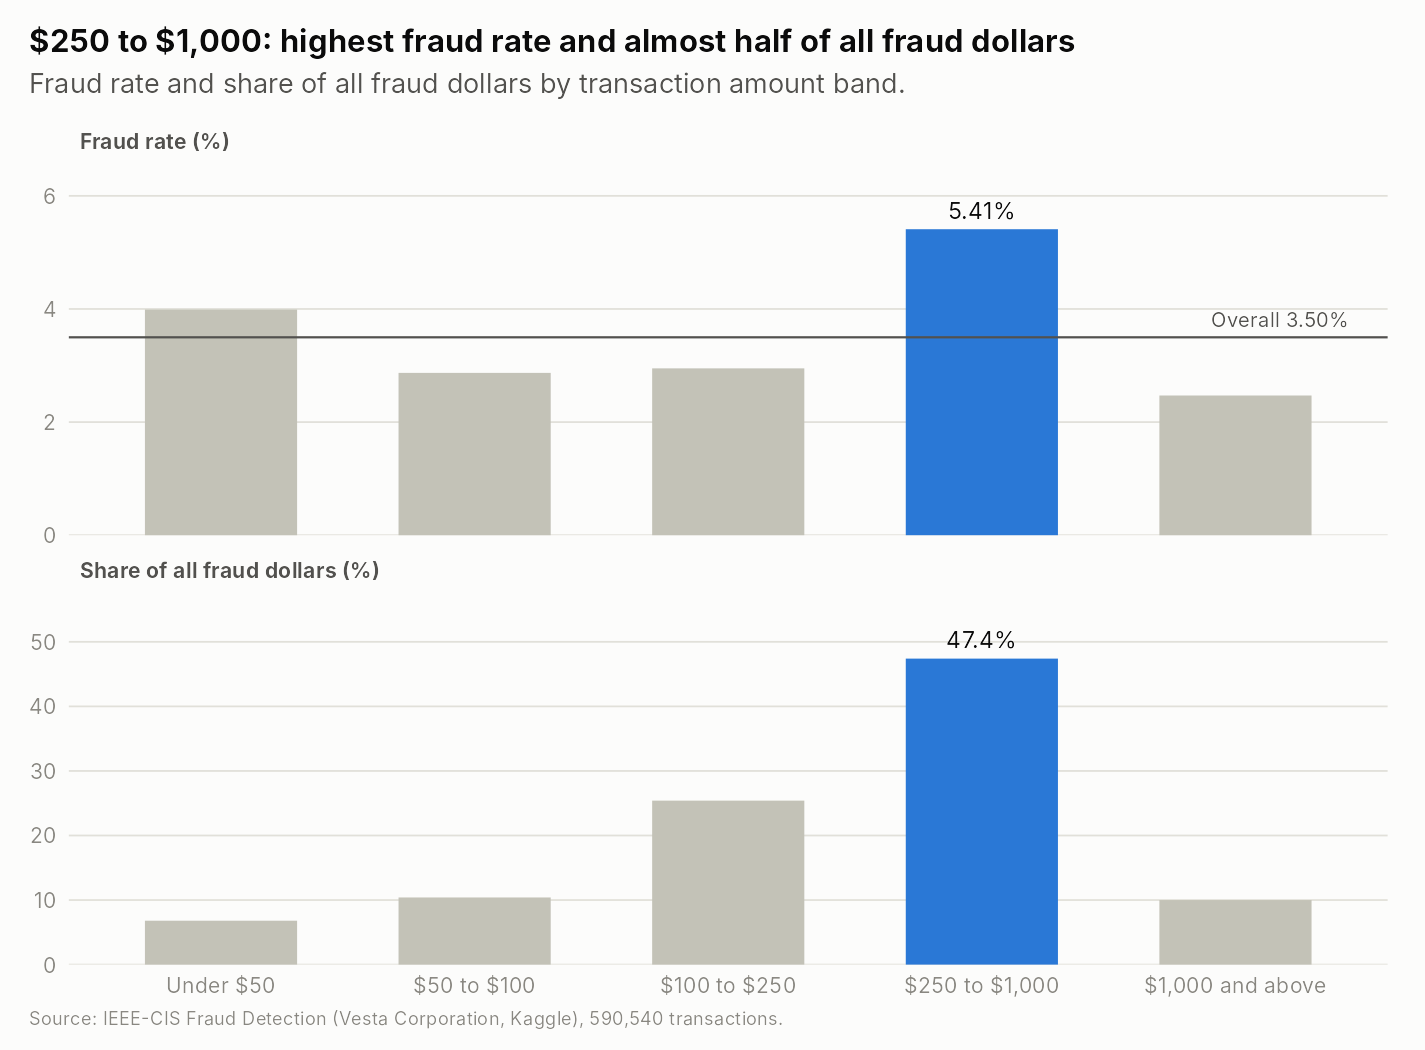 $250 to $1,000: highest fraud rate and almost half of all fraud dollars
Fraud rate and share of all fraud dollars by transaction amount band.
Fraud rate (%)
6
5.41%
4
Overall 3.50%
2
0
Share of all fraud dollars (%)
50
47.4%
40
30
20
10
0
Under $50
$50 to $100
$100 to $250
$250 to $1,000
$1,000 and above
Source: IEEE-CIS Fraud Detection (Vesta Corporation, Kaggle), 590,540 transactions.